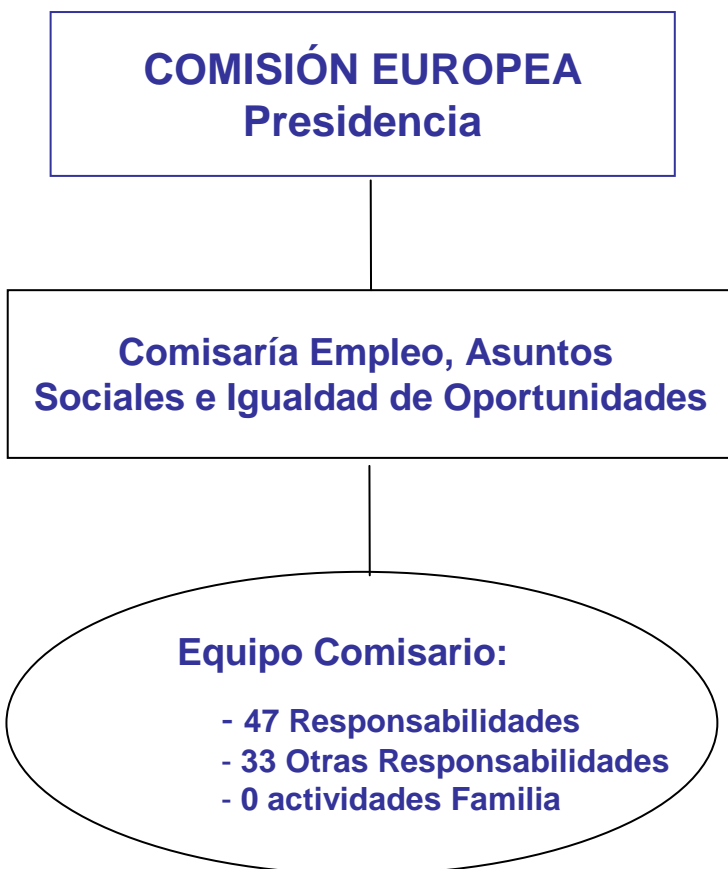 COMISIÓN EUROPEA
Presidencia
Comisaría Empleo, Asuntos
Sociales e Igualdad de Oportunidades
Equipo Comisario:
- 47 Responsabilidades
- 33 Otras Responsabilidades
- 0 actividades Familia